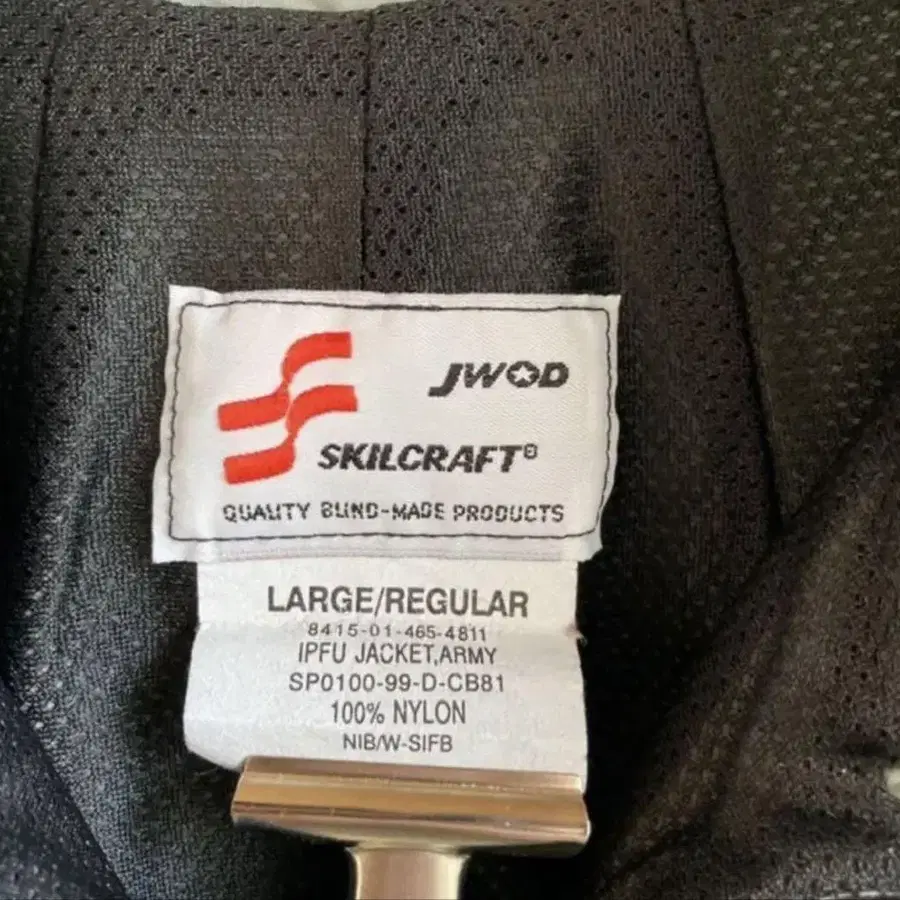 JWOD
SKILCRAFT®
QUALITY BLIND-MADE PRODUCTS
LARGE/REGULAR
8415-01-465-4811
IPFU JACKET,ARMY
SP0100-99-D-CB81
100% NYLON
NIB/W-SIFB